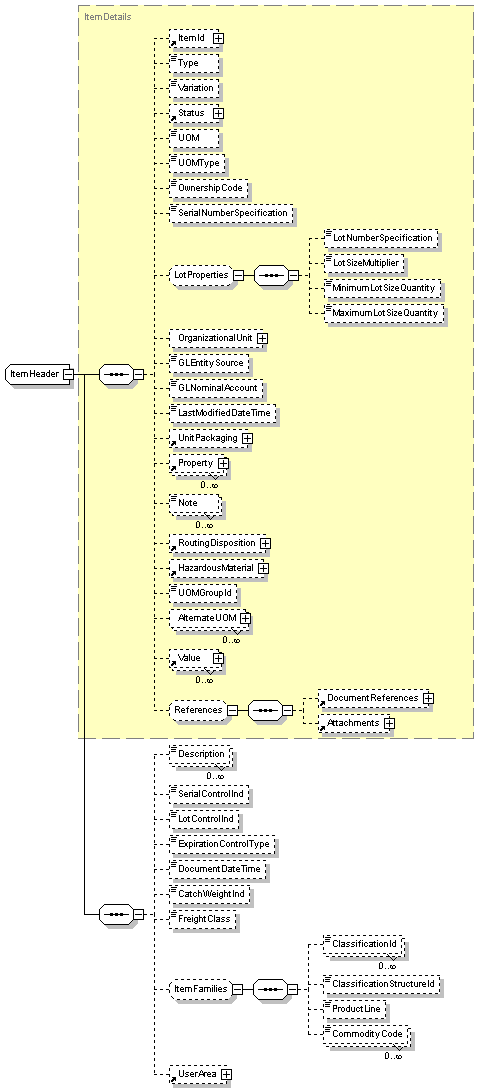 ItemDetails
ItemId
Type
Variation
Status
UOM
UOMType
OwnershipCode
SerialNumberSpecification
LotProperties
LotNumberSpecification
LotSizeMultiplier
MinimumLotSizeQuantity
MaximumLotSizeQuantity
OrganizationalUnit
GLEntitySource
ItemHeader
GLNominalAccount
LastModifiedDateTime
UnitPackaging
Property
0..∞
Note
0..∞
RoutingDisposition
HazardousMaterial
UOMGroupId
AlternateUOM
0..∞
Value
0..∞
References
DocumentReferences
Attachments
Description
0..∞
SerialControlInd
LotControlInd
ExpirationControlType
DocumentDateTime
CatchWeightInd
FreightClass
ItemFamilies
ClassificationId
0..∞
ClassificationStructureId
ProductLine
CommodityCode
0..∞
UserArea